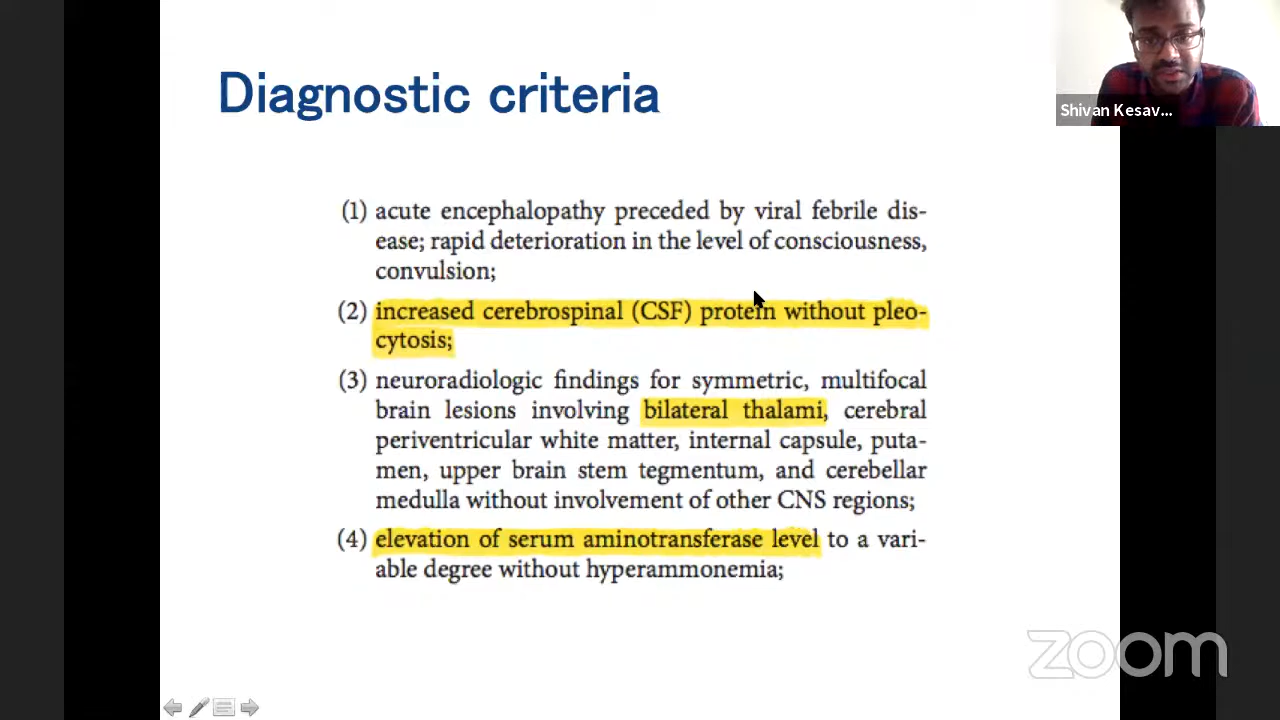 Diagnostic criteria
Shivan Kesav...
(1) acute encephalopathy preceded by viral febrile dis-
ease; rapid deterioration in the level of consciousness,
convulsion;
(2) increased cerebrospinal (CSF) protein without pleo-
cytosis;
(3) neuroradiologic findings for symmetric, multifocal
brain lesions involving bilateral thalami, cerebral
periventricular white matter, internal capsule, puta-
men, upper brain stem tegmentum, and cerebellar
medulla without involvement of other CNS regions;
(4) elevation of serum aminotransferase level to a vari-
able degree without hyperammonemia;
zoom